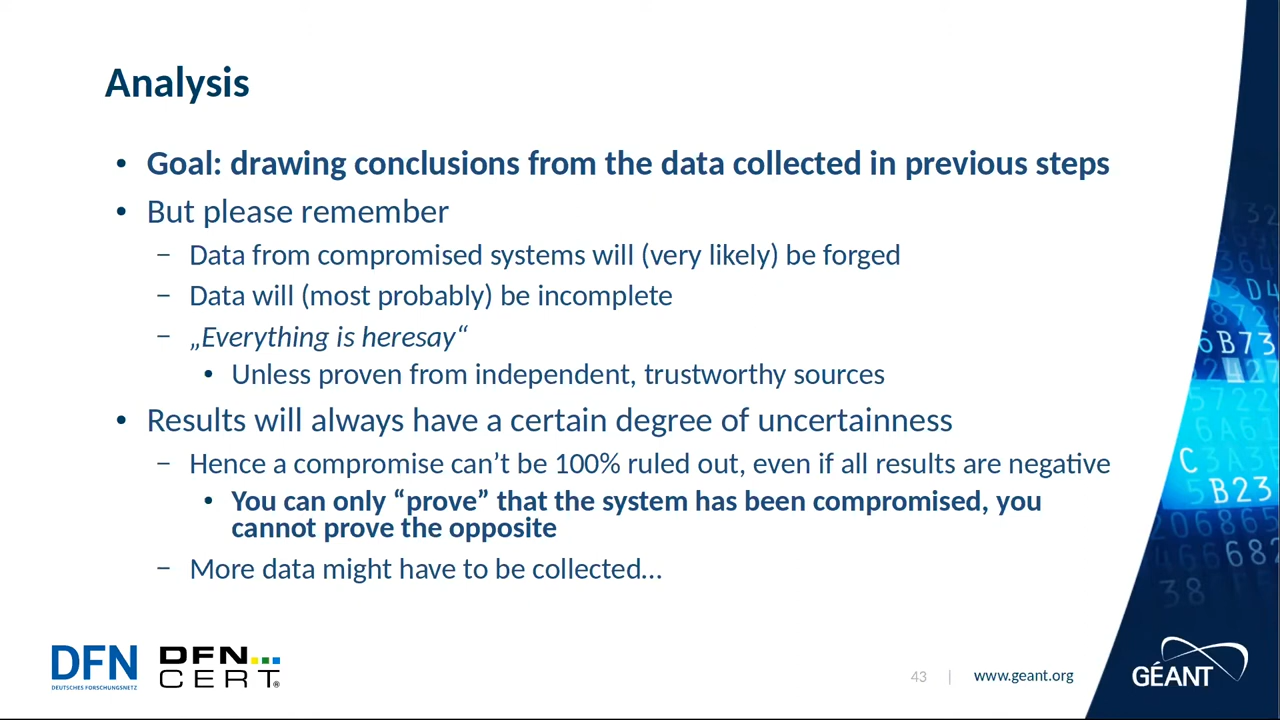 Analysis
• Goal: drawing conclusions from the data collected in previous steps
• But please remember
– Data from compromised systems will (very likely) be forged
– Data will (most probably) be incomplete
– „Everything is heresay“
• Unless proven from independent, trustworthy sources
• Results will always have a certain degree of uncertainness
– Hence a compromise can’t be 100% ruled out, even if all results are negative
• You can only “prove” that the system has been compromised, you
cannot prove the opposite
– More data might have to be collected…
DFN
DEUTSCHES FORSCHUNGSNETZ
DFN
CERT®
43 | www.geant.org
GÉANT
B73
C
B23
682
38